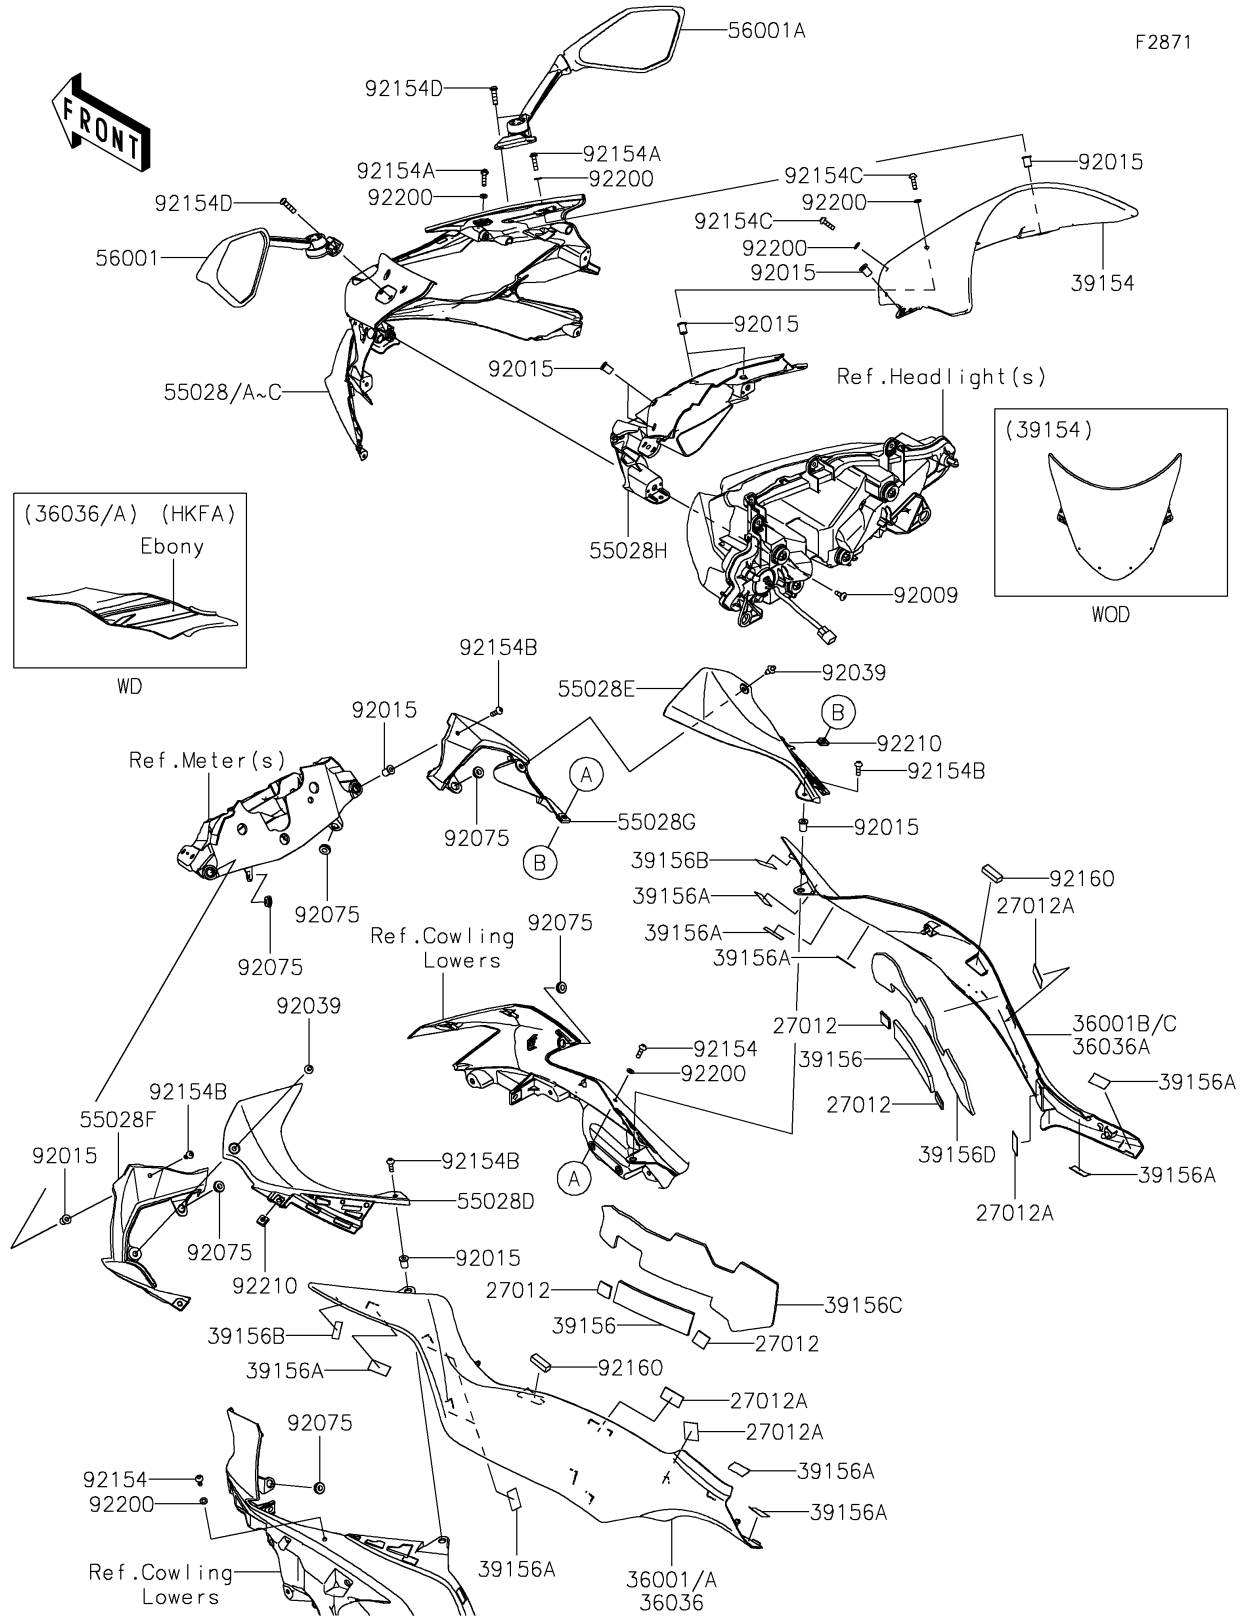 56001A
F2871
FRONT
92154D
92154A
92154A
92015
92200
92154C
92200
92154D
92200
92154C
92200
56001
92015
39154
92015
92015
55028/A~C
Ref.Headlight(s)
(39154)
(36036/A) (HKFA)
Ebony
55028H
92009
WOD
92154B
WD
55028E
92039
B
92015
92210
Ref.Meter(s)
A
92154B
55028G
92075
92015
B
39156B
92160
92075
39156A
27012A
92075
Ref.Cowling
Lowers
39156A
92075
39156A
92039
27012
36001B/C
36036A
92154
39156
92200
39156A
92154B
55028F
27012
92015
39156D
39156A
92154B
A
55028D
27012A
92075
92015
92210
27012
39156C
39156B
39156
27012
39156A
92160
27012A
92075
27012A
92154
39156A
92200
39156A
39156A
Ref.Cowling
Lowers
36001/A
36036